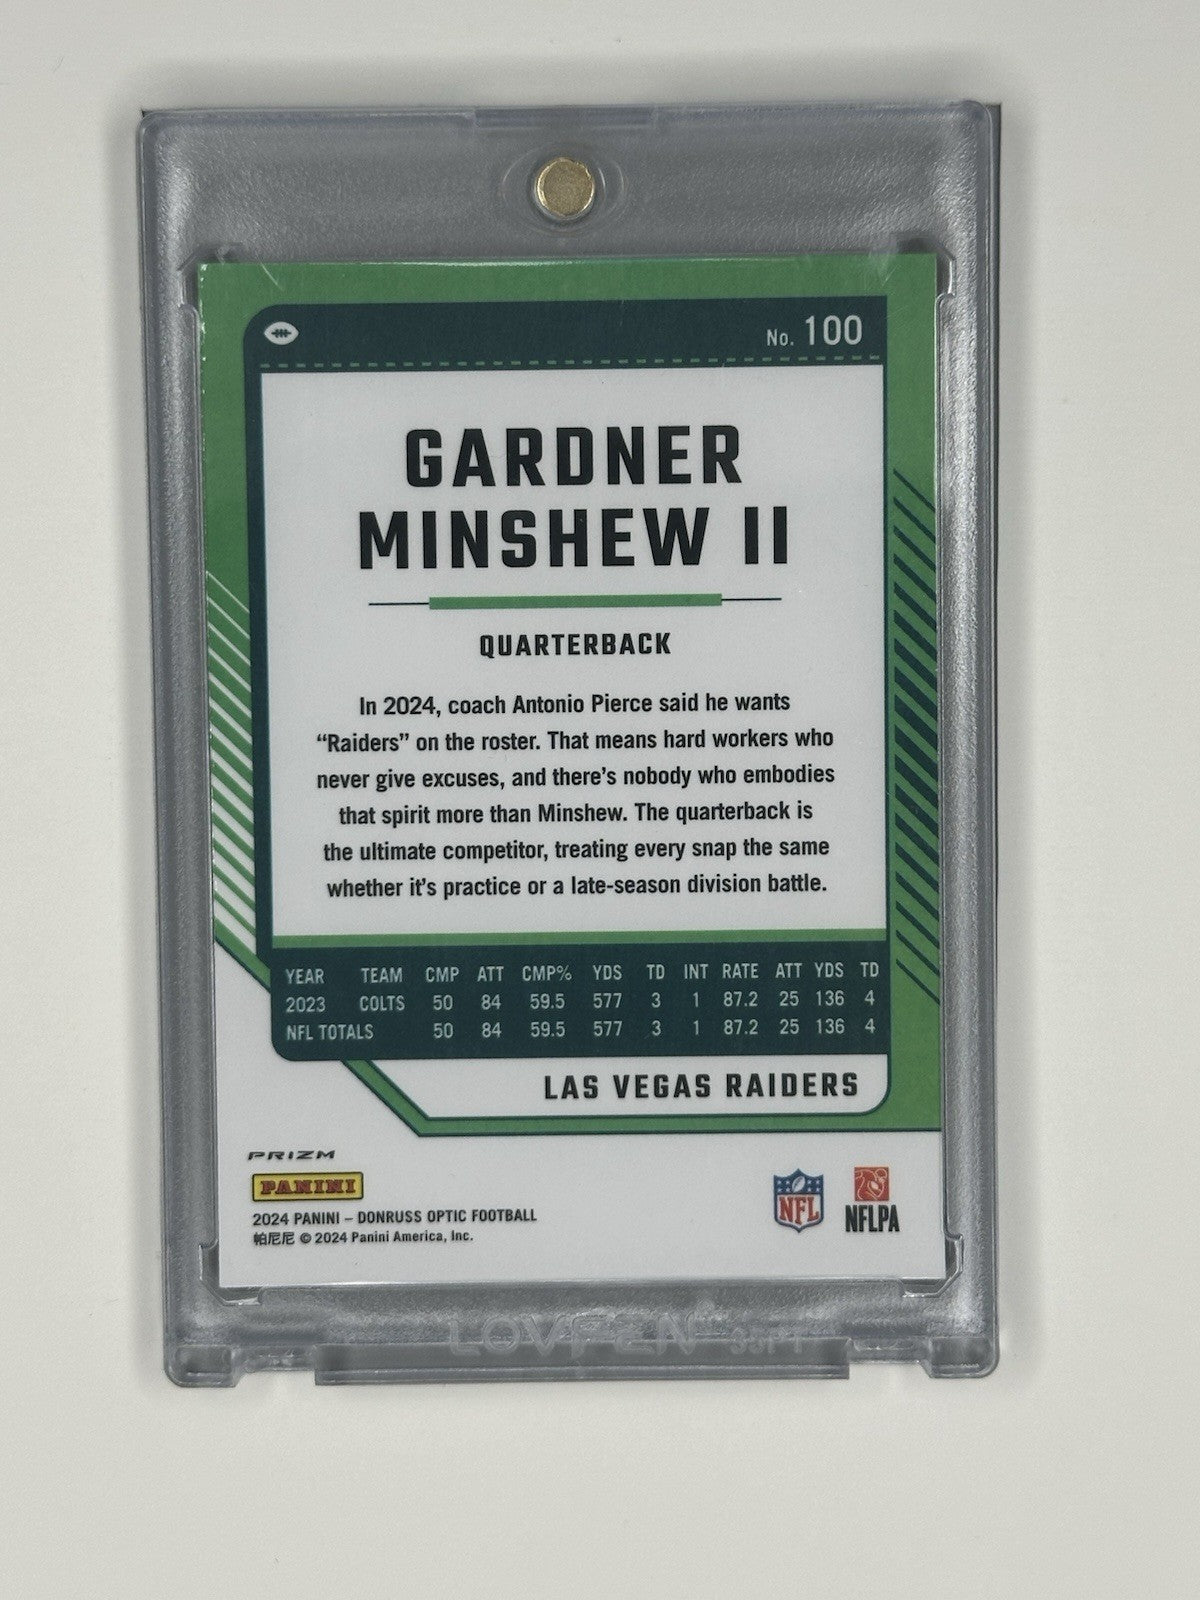 No. 100
GARDNER
MINSHEW II
QUARTERBACK
In 2024, coach Antonio Pierce said he wants
“Raiders” on the roster. That means hard workers who
never give excuses, and there’s nobody who embodies
that spirit more than Minshew. The quarterback is
the ultimate competitor, treating every snap the same
whether it’s practice or a late-season division battle.
YEAR TEAM CMP ATT CMP% YDS TD INT RATE ATT YDS TD
2023 COLTS 50 84 59.5 577 3 1 87.2 25 136 4
NFL TOTALS 50 84 59.5 577 3 1 87.2 25 136 4
LAS VEGAS RAIDERS
PRIZM
PANINI
2024 PANINI – DONRUSS OPTIC FOOTBALL
帕尼尼 © 2024 Panini America, Inc.
NFL
NFLPA
35PT